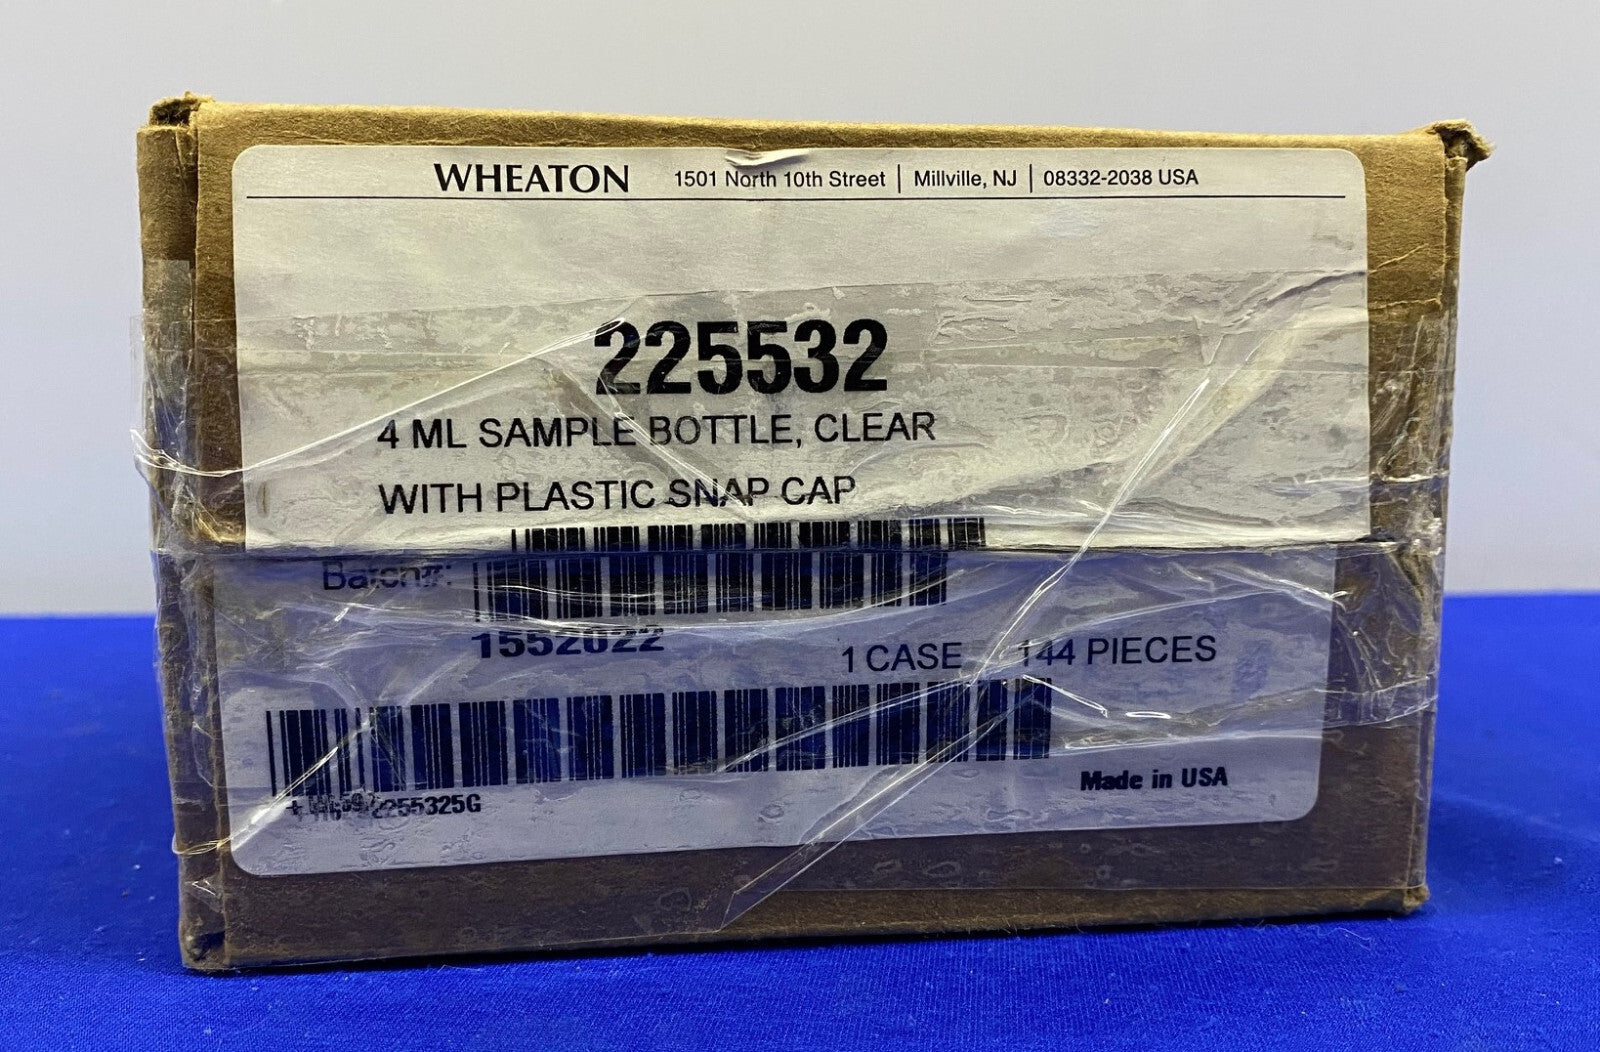 WHEATON 1501 North 10th Street | Millville, NJ | 08332-2038 USA
225532
4 ML SAMPLE BOTTLE, CLEAR
WITH PLASTIC SNAP CAP
Batch#:
1552022
1 CASE 144 PIECES
Made in USA
2255325G